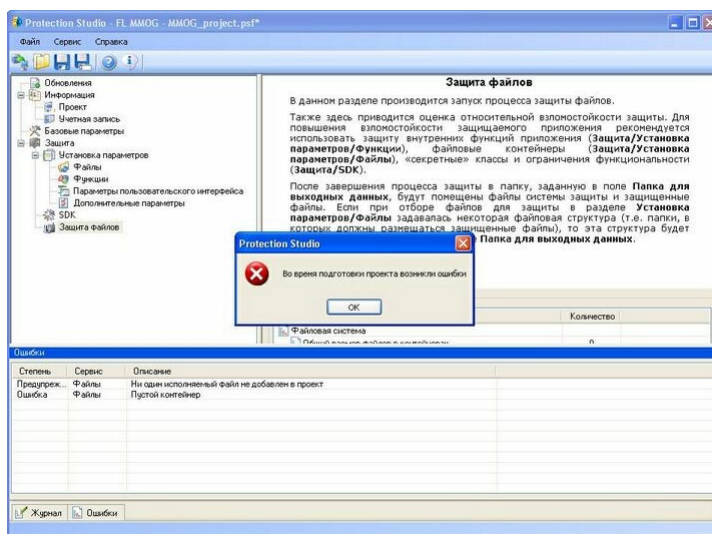 Protection Studio - FL MMOG - MMOG_project.psf*
Файл Сервис Справка
Обновления
Информация
Проект
Учетная запись
Базовые параметры
Защита
Установка параметров
Файлы
Функции
Параметры пользовательского интерфейса
Дополнительные параметры
SDK
Защита файлов
Защита файлов
В данном разделе производится запуск процесса защиты файлов.
Также здесь приводится оценка относительной взломостойкости защиты. Для
повышения взломостойкости защищаемого приложения рекомендуется
использовать защиту внутренних функций приложения (Защита/Установка
параметров/Функции), файловые контейнеры (Защита/Установка
параметров/Файлы), «секретные» классы и ограничения функциональности
(Защита/SDK).
После завершения процесса защиты в папку, заданную в поле Папка для
выходных данных, будут помещены файлы системы защиты и защищенные
файлы. Если при отборе файлов для защиты в разделе Установка
параметров/Файлы задавалась некоторая файловая структура (т.е. папки, в
которых должны размещаться защищенные файлы), то эта структура будет
Папка для выходных данных.
Protection Studio
Во время подготовки проекта возникли ошибки
OK
Количество
Файловая система
Общий размер файлов в контейнерах 0
Ошибки
Степень Сервис Описание
Предупреж... Файлы Ни один исполняемый файл не добавлен в проект
Ошибка Файлы Пустой контейнер
Журнал Ошибки